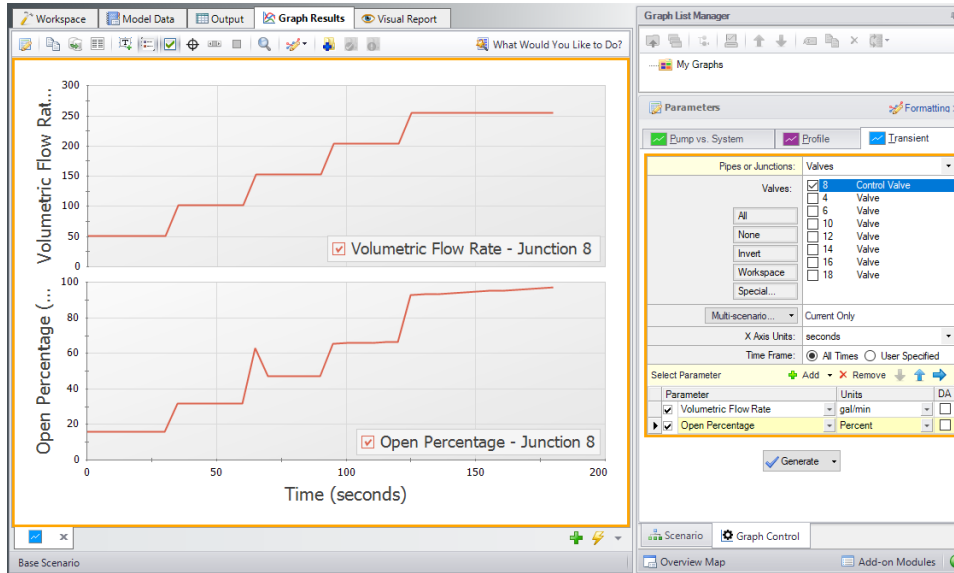 Workspace Model Data Output Graph Results Visual Report
What Would You Like to Do?
Volumetric Flow Rat...
300
250
200
150
100
50
0
Volumetric Flow Rate - Junction 8
Open Percentage (...
100
80
60
40
20
0
Open Percentage - Junction 8
0 50 100 150 200
Time (seconds)
Base Scenario
Graph List Manager
My Graphs
Parameters Formatting
Pump vs. System Profile Transient
Pipes or Junctions: Valves
Valves:
8 Control Valve
4 Valve
6 Valve
10 Valve
12 Valve
14 Valve
16 Valve
18 Valve
All
None
Invert
Workspace
Special...
Multi-scenario... Current Only
X Axis Units: seconds
Time Frame: All Times User Specified
Select Parameter Add Remove
Parameter Units DA
Volumetric Flow Rate gal/min
Open Percentage Percent
Generate
Scenario Graph Control
Overview Map Add-on Modules